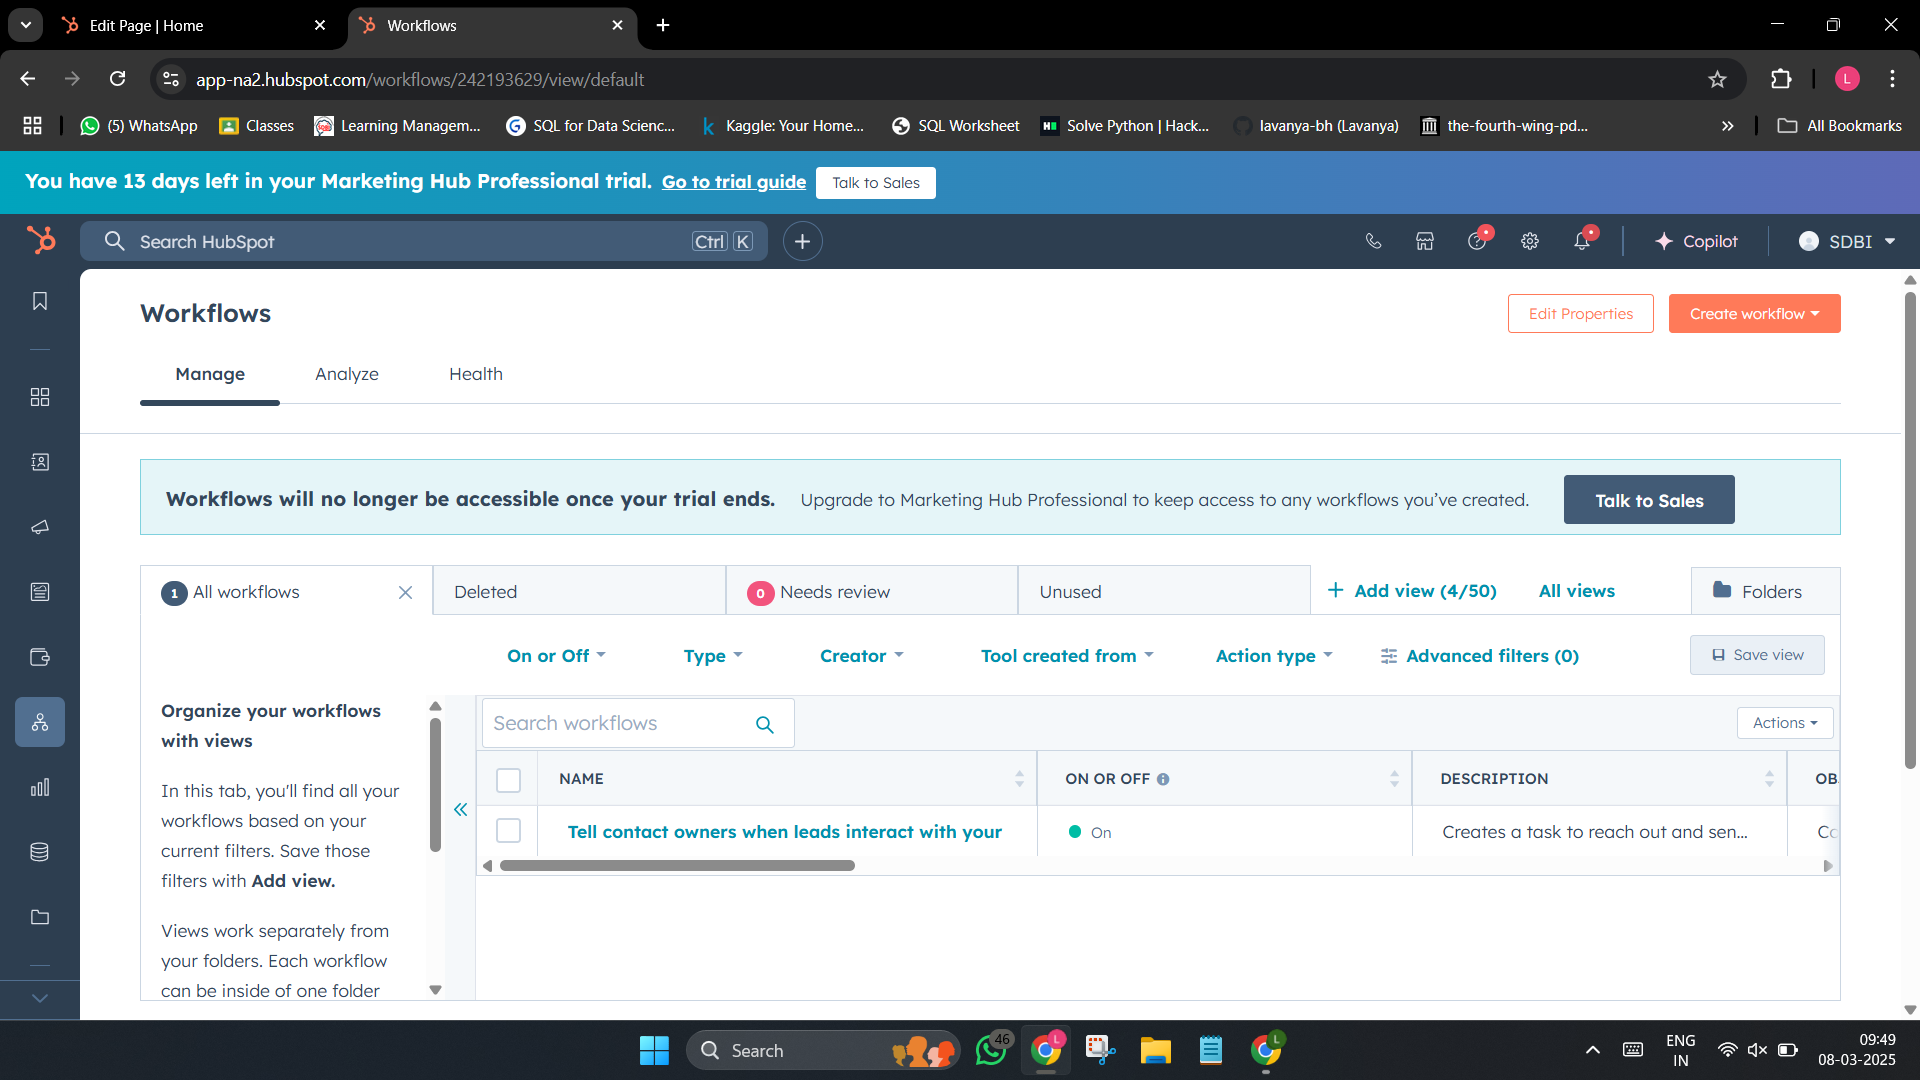 Edit Page | Home
Workflows
app-na2.hubspot.com/workflows/242193629/view/default
L
(5) WhatsApp
Classes
Learning Managem...
SQL for Data Scienc...
Kaggle: Your Home...
SQL Worksheet
Solve Python | Hack...
lavanya-bh (Lavanya)
the-fourth-wing-pd...
All Bookmarks
You have 13 days left in your Marketing Hub Professional trial. Go to trial guide Talk to Sales
Search HubSpot
Ctrl K
Copilot
SDBI
Workflows
Edit Properties
Create workflow
Manage
Analyze
Health
Workflows will no longer be accessible once your trial ends. Upgrade to Marketing Hub Professional to keep access to any workflows you’ve created.
Talk to Sales
1 All workflows
Deleted
0 Needs review
Unused
+ Add view (4/50)
All views
Folders
On or Off
Type
Creator
Tool created from
Action type
Advanced filters (0)
Save view
Organize your workflows
with views
In this tab, you'll find all your
workflows based on your
current filters. Save those
filters with Add view.
Views work separately from
your folders. Each workflow
can be inside of one folder
Search workflows
Actions
NAME
ON OR OFF
DESCRIPTION
OB
Tell contact owners when leads interact with your
On
Creates a task to reach out and sen...
Co
Search
46
L
L
ENG
IN
09:49
08-03-2025